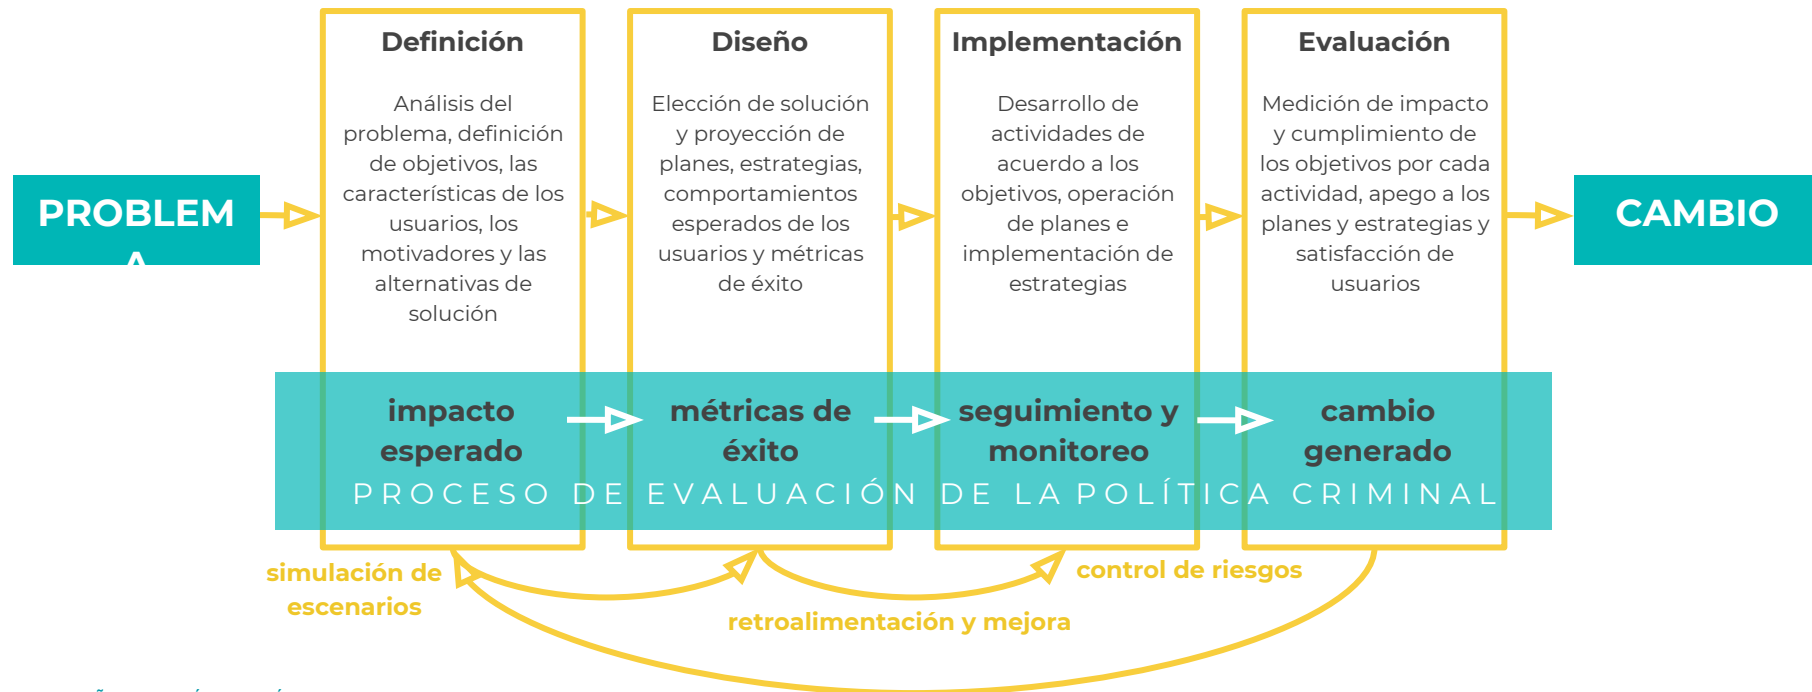 Definición
Análisis del
problema, definición
de objetivos, las
características de los
usuarios, los
motivadores y las
alternativas de
solución
Diseño
Elección de solución
y proyección de
planes, estrategias,
comportamientos
esperados de los
usuarios y métricas
de éxito
Implementación
Desarrollo de
actividades de
acuerdo a los
objetivos, operación
de planes e
implementación de
estrategias
Evaluación
Medición de impacto
y cumplimiento de
los objetivos por cada
actividad, apego a los
planes y estrategias y
satisfacción de
usuarios
PROBLEM
A
CAMBIO
impacto
esperado
métricas de
éxito
seguimiento y
monitoreo
cambio
generado
PROCESO DE EVALUACIÓN DE LA POLÍTICA CRIMINAL
simulación de
escenarios
control de riesgos
retroalimentación y mejora